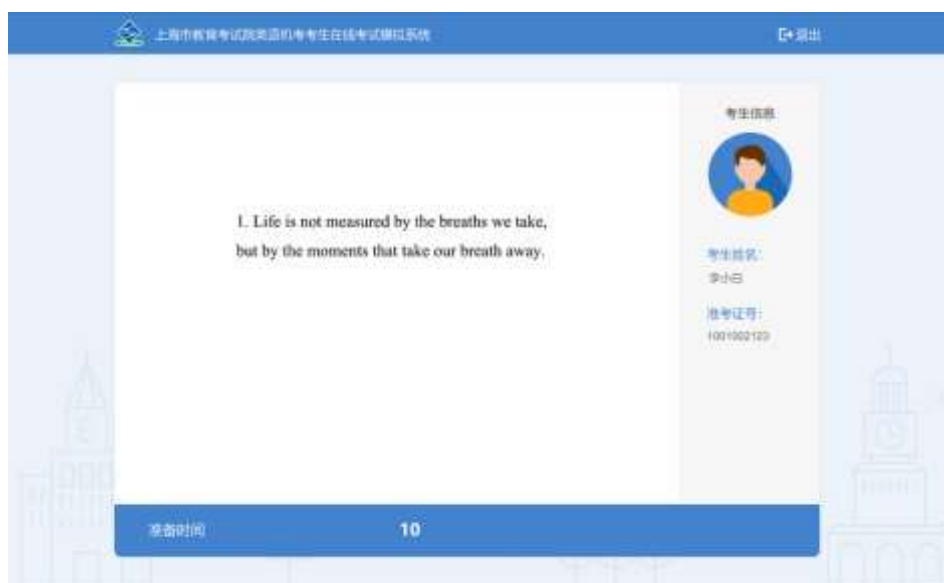 上海市教育考试院英语机考考生在线考试模拟系统
退出
1. Life is not measured by the breaths we take,
but by the moments that take our breath away.
考生信息
考生姓名:
李小白
准考证号:
1001002123
准备时间
10